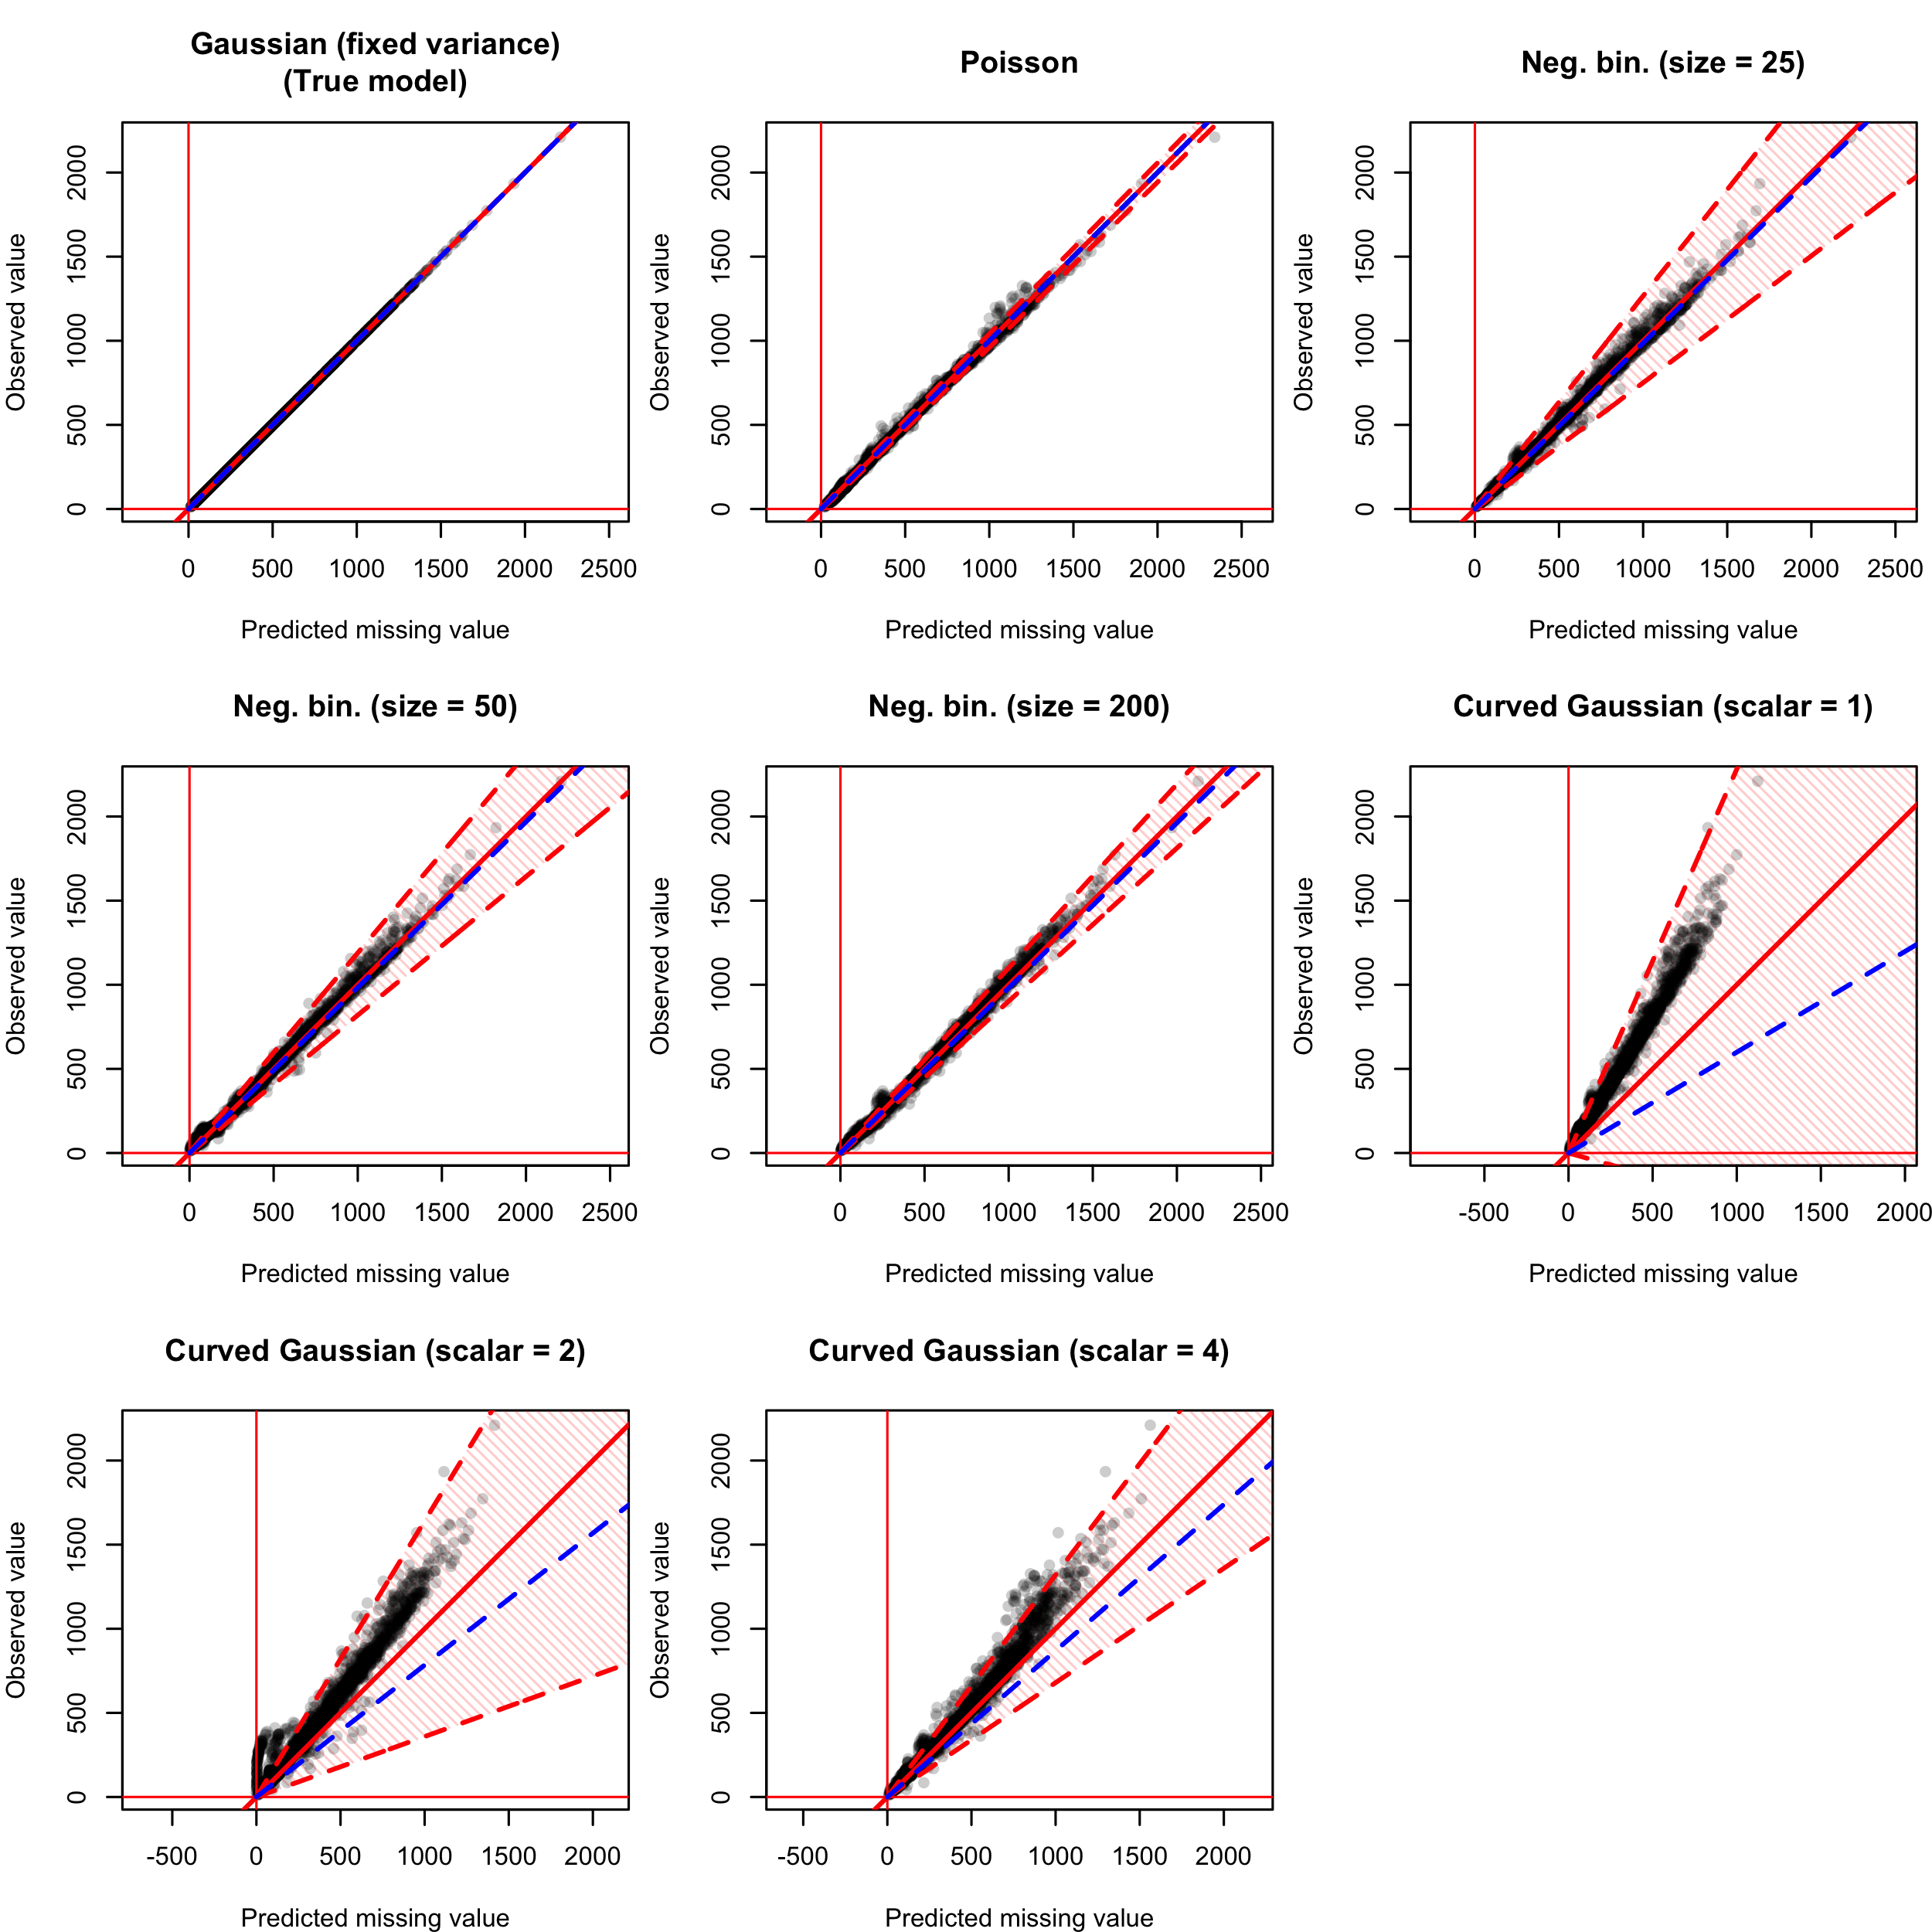 Gaussian (fixed variance)
(True model)
Observed value
0 500 1000 1500 2000
0 500 1000 1500 2000 2500
Predicted missing value
Poisson
Observed value
0 500 1000 1500 2000
0 500 1000 1500 2000 2500
Predicted missing value
Neg. bin. (size = 25)
Observed value
0 500 1000 1500 2000
0 500 1000 1500 2000 2500
Predicted missing value
Neg. bin. (size = 50)
Observed value
0 500 1000 1500 2000
0 500 1000 1500 2000 2500
Predicted missing value
Neg. bin. (size = 200)
Observed value
0 500 1000 1500 2000
0 500 1000 1500 2000 2500
Predicted missing value
Curved Gaussian (scalar = 1)
Observed value
0 500 1000 1500 2000
-500 0 500 1000 1500 2000
Predicted missing value
Curved Gaussian (scalar = 2)
Observed value
0 500 1000 1500 2000
-500 0 500 1000 1500 2000
Predicted missing value
Curved Gaussian (scalar = 4)
Observed value
0 500 1000 1500 2000
-500 0 500 1000 1500 2000
Predicted missing value